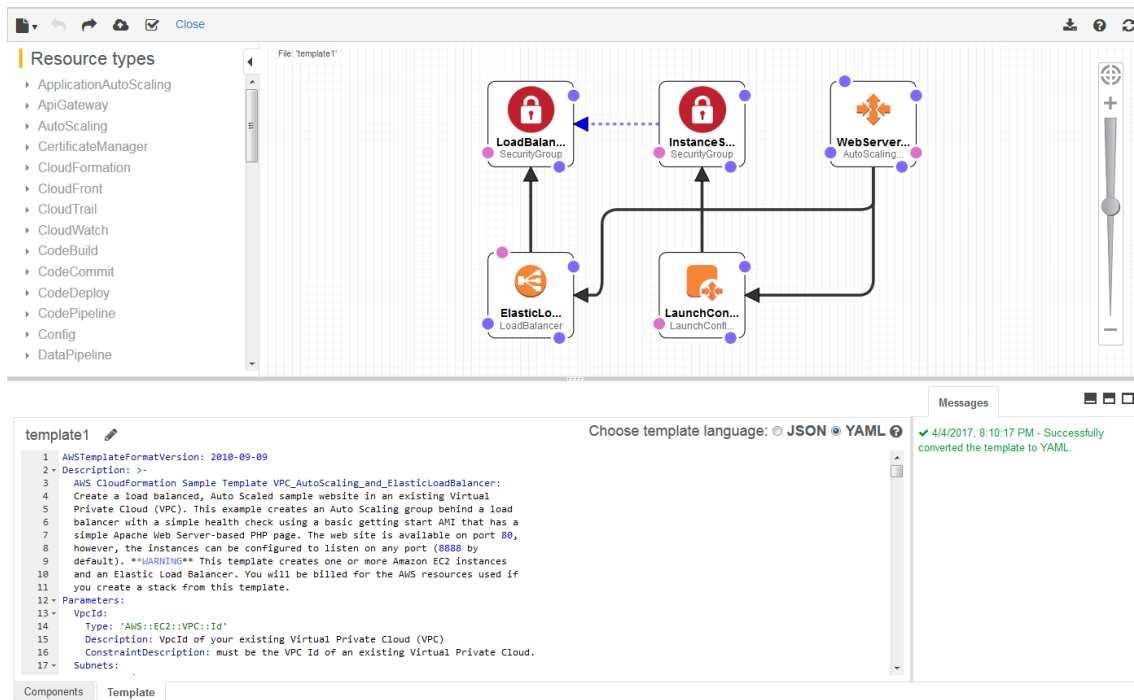 Close
Resource types
ApplicationAutoScaling
ApiGateway
AutoScaling
CertificateManager
CloudFormation
CloudFront
CloudTrail
CloudWatch
CodeBuild
CodeCommit
CodeDeploy
CodePipeline
Config
DataPipeline
File: 'template1'
LoadBalan...
SecurityGroup
InstanceS...
SecurityGroup
WebServer...
AutoScaling...
ElasticLo...
LoadBalancer
LaunchCon...
LaunchConfi...
template1
Choose template language: JSON YAML
1 AWSTemplateFormatVersion: 2010-09-09
2 Description: >-
3 AWS CloudFormation Sample Template VPC_AutoScaling_and_ElasticLoadBalancer:
4 Create a load balanced, Auto Scaled sample website in an existing Virtual
5 Private Cloud (VPC). This example creates an Auto Scaling group behind a load
6 balancer with a simple health check using a basic getting start AMI that has a
7 simple Apache Web Server-based PHP page. The web site is available on port 80,
8 however, the instances can be configured to listen on any port (8888 by
9 default). **WARNING** This template creates one or more Amazon EC2 instances
10 and an Elastic Load Balancer. You will be billed for the AWS resources used if
11 you create a stack from this template.
12 Parameters:
13 VpcId:
14 Type: 'AWS::EC2::VPC::Id'
15 Description: VpcId of your existing Virtual Private Cloud (VPC)
16 ConstraintDescription: must be the VPC Id of an existing Virtual Private Cloud.
17 Subnets:
Messages
4/4/2017, 8:10:17 PM - Successfully
converted the template to YAML.
Components
Template